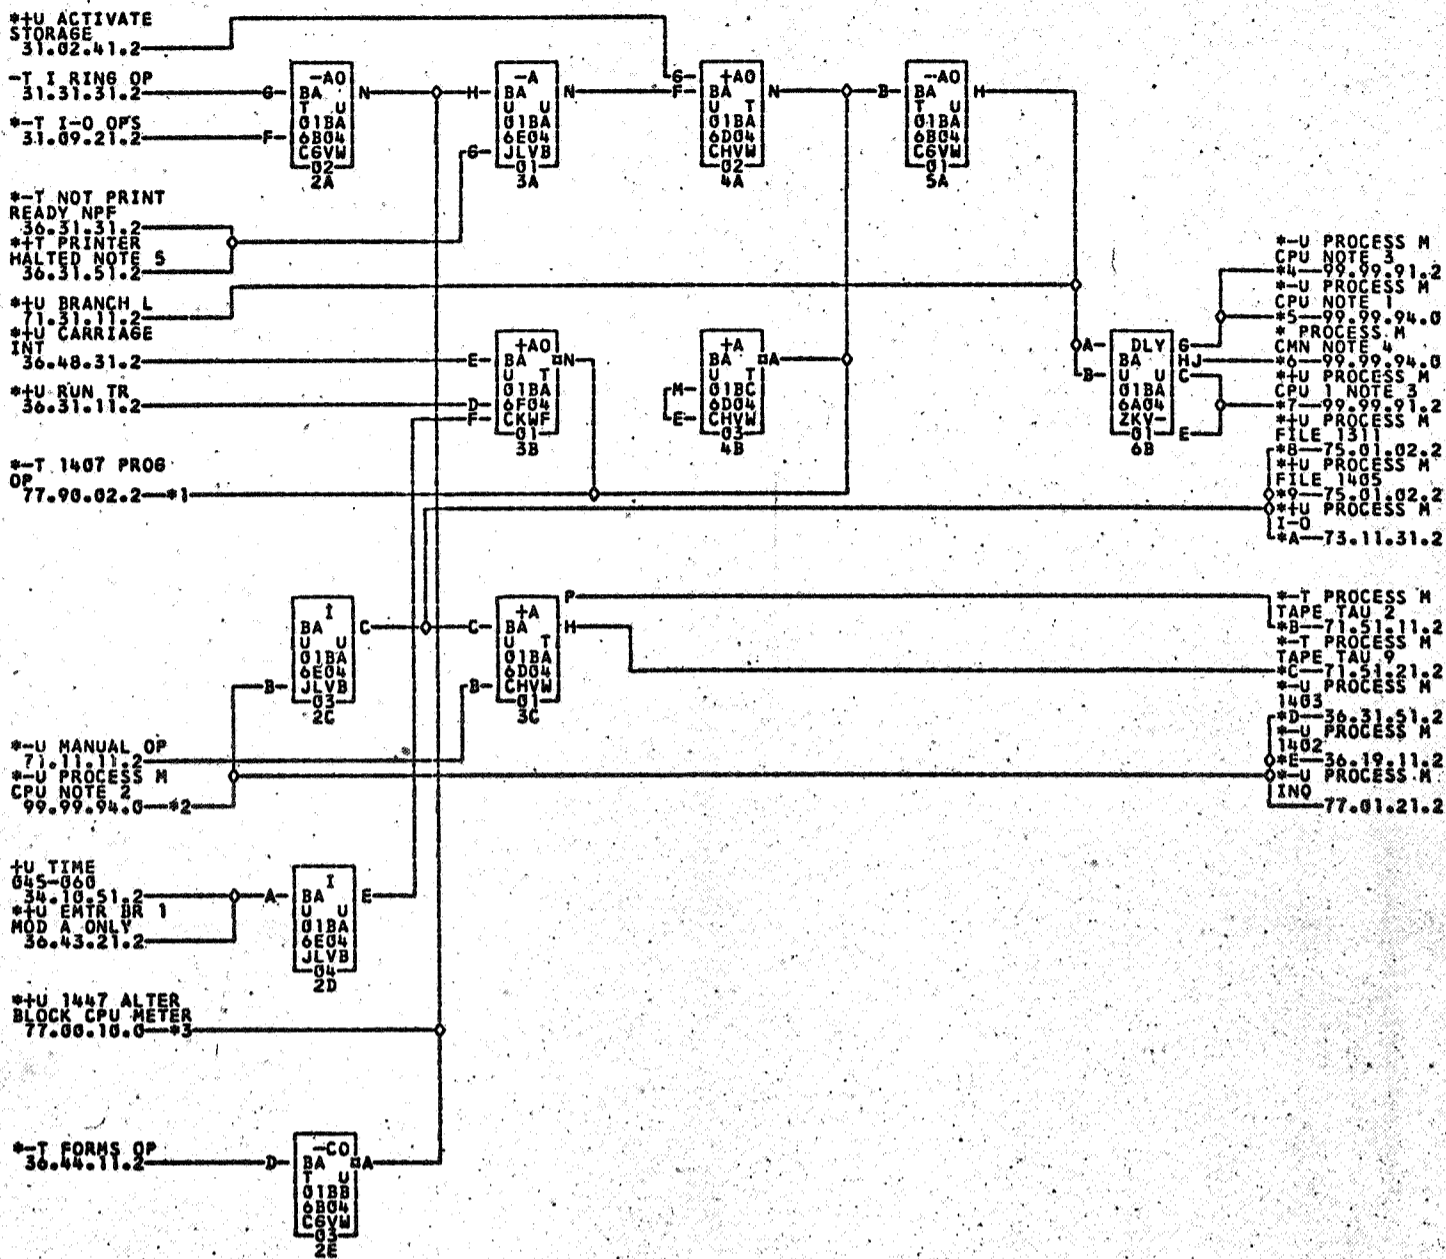 *+U ACTIVATE
STORAGE
31.02.41.2
-T I RING OP
31.31.31.2
*-T I-O OPS
31.09.21.2
*-T NOT PRINT
READY NPF
36.31.31.2
*+T PRINTER
HALTED NOTE 5
36.31.51.2
*+U BRANCH L
71.31.11.2
*+U CARRIAGE
INT
36.48.31.2
*+U RUN TR
36.31.11.2
*-T 1407 PROG
OP
77.90.02.2 *1
*-U MANUAL OP
71.11.11.2
*-U PROCESS M
CPU NOTE 2
99.99.94.0 *2
+U TIME
045-060
34.10.51.2
*+U EMTR BR 1
MOD A ONLY
36.43.21.2
*+U 1447 ALTER
BLOCK CPU METER
77.00.10.0 *3
*-T FORMS OP
36.44.11.2
G
F
-AO
BA N
T U
01BA
6B04
CGVW
02
2A
H
G
-A
BA N
U U
01BA
6E04
JLVB
01
3A
G
F
+AO
BA N
U T
01BA
6D04
CHVW
02
4A
B
-AO
BA H
T U
01BA
6B04
CGVW
01
5A
E
D
F
+AO
BA N
U T
01BA
6F04
CKWF
01
3B
M
E
+A
BA A
U T
01BC
6D04
CHVW
03
4B
A
B
DLY G
BA HJ
U U C
01BA
6A04
ZKV-
01 E
6B
B
I
BA C
U U
01BA
6E04
JLVB
03
2C
C
B
P
+A
BA H
U T
01BA
6D04
CHVW
01
3C
A
I
BA E
U U
01BA
6E04
JLVB
04
2D
D
-CO
BA A
T U
01BB
6B04
CGVW
03
2E
*-U PROCESS M
CPU NOTE 3
*4 99.99.91.2
*-U PROCESS M
CPU NOTE 1
*5 99.99.94.0
* PROCESS M
CMN NOTE 4
*6 99.99.94.0
*+U PROCESS M
CPU 1 NOTE 3
*7 99.99.91.2
*+U PROCESS M
FILE 1311
*8 75.01.02.2
*+U PROCESS M
FILE 1405
*9 75.01.02.2
*+U PROCESS M
I-O
*A 73.11.31.2
*-T PROCESS M
TAPE TAU 2
*B 71.51.11.2
*-T PROCESS M
TAPE TAU 9
*C 71.51.21.2
*-U PROCESS M
1403
*D 36.31.51.2
*-U PROCESS M
1402
*E 36.19.11.2
*-U PROCESS M
INQ
77.01.21.2